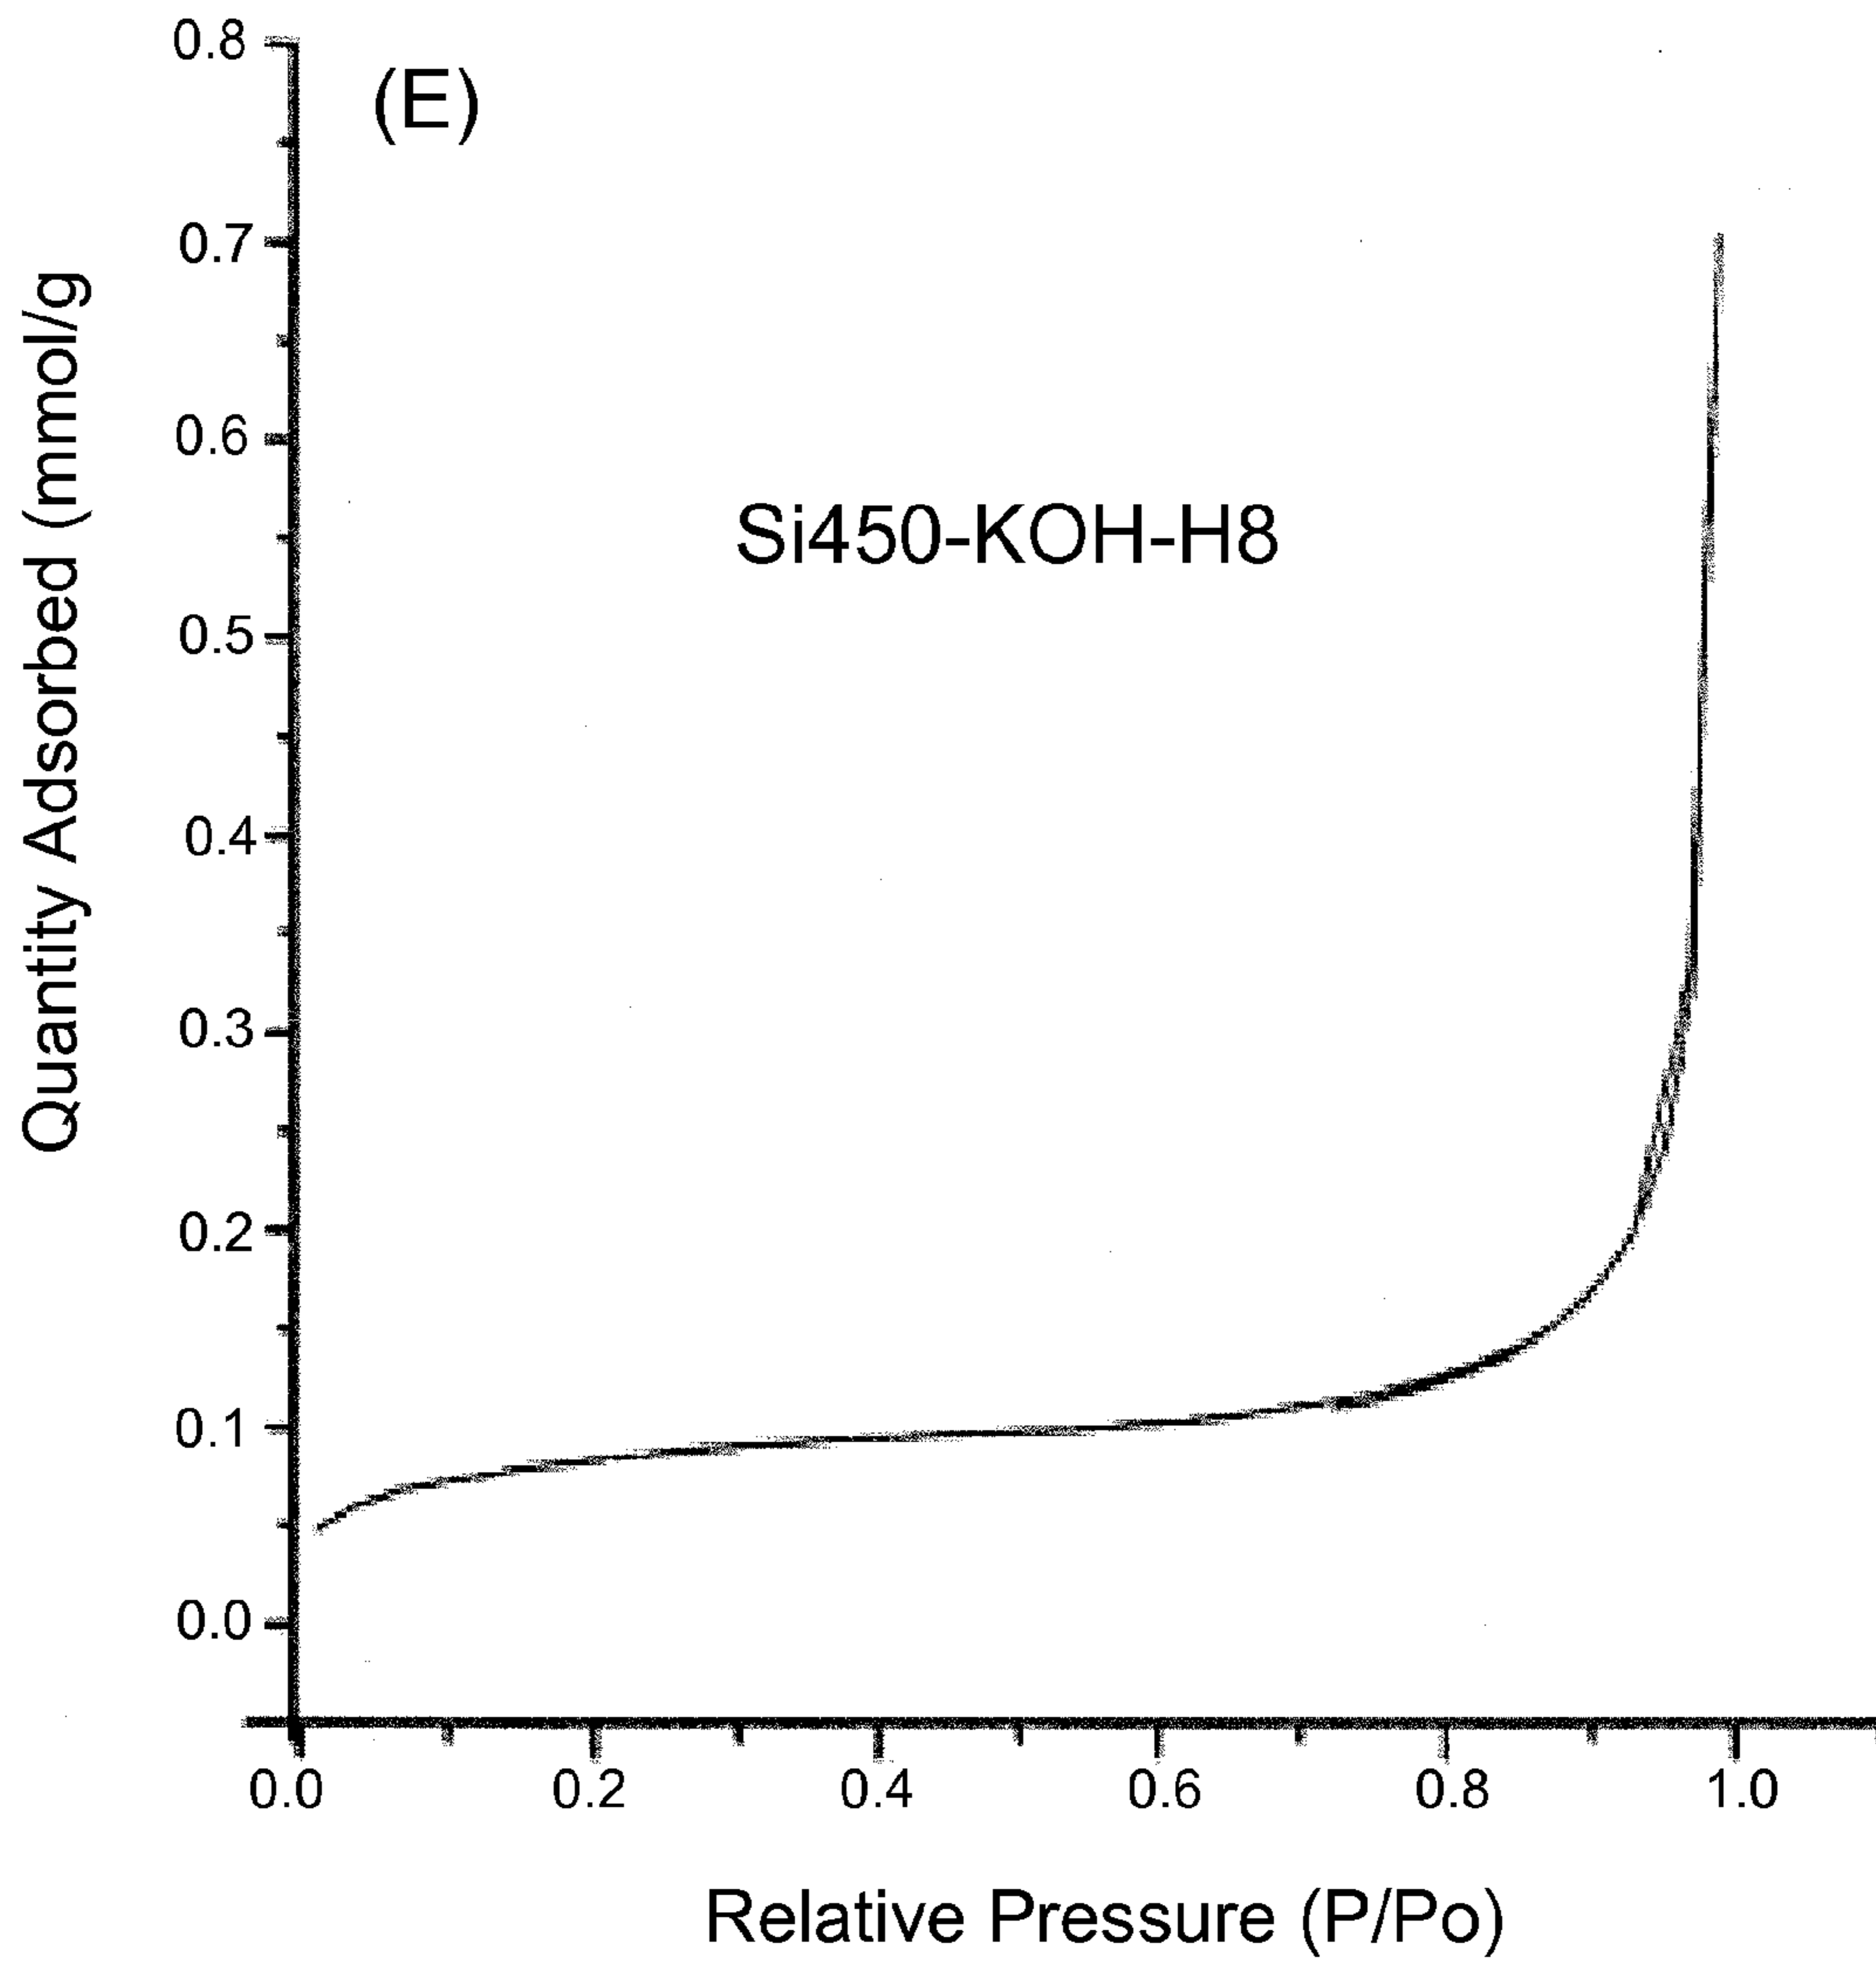 (E)
Quantity Adsorbed (mmol/g
0.8
0.7
0.6
0.5
0.4
0.3
0.2
0.1
0.0
Si450-KOH-H8
0.0 0.2 0.4 0.6 0.8 1.0
Relative Pressure (P/Po)